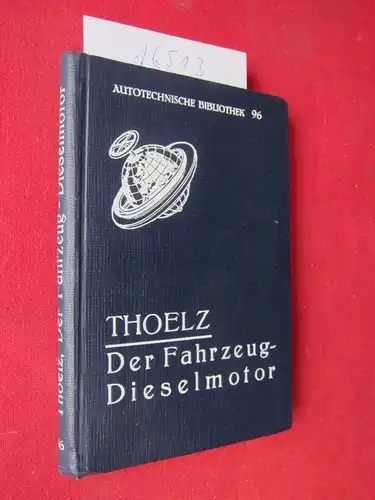 16513
AUTOTECHNISCHE BIBLIOTHEK 96
THOELZ
Der Fahrzeug-
Dieselmotor
Thoelz, Der Fahrzeug-Dieselmotor
96